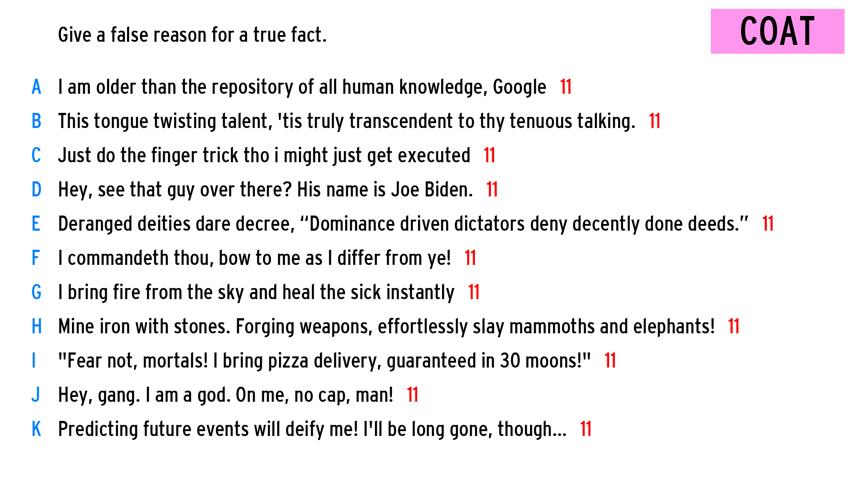 Give a false reason for a true fact.
COAT
A I am older than the repository of all human knowledge, Google 11
B This tongue twisting talent, 'tis truly transcendent to thy tenuous talking. 11
C Just do the finger trick tho i might just get executed 11
D Hey, see that guy over there? His name is Joe Biden. 11
E Deranged deities dare decree, “Dominance driven dictators deny decently done deeds.” 11
F I commandeth thou, bow to me as I differ from ye! 11
G I bring fire from the sky and heal the sick instantly 11
H Mine iron with stones. Forging weapons, effortlessly slay mammoths and elephants! 11
I "Fear not, mortals! I bring pizza delivery, guaranteed in 30 moons!" 11
J Hey, gang. I am a god. On me, no cap, man! 11
K Predicting future events will deify me! I'll be long gone, though... 11